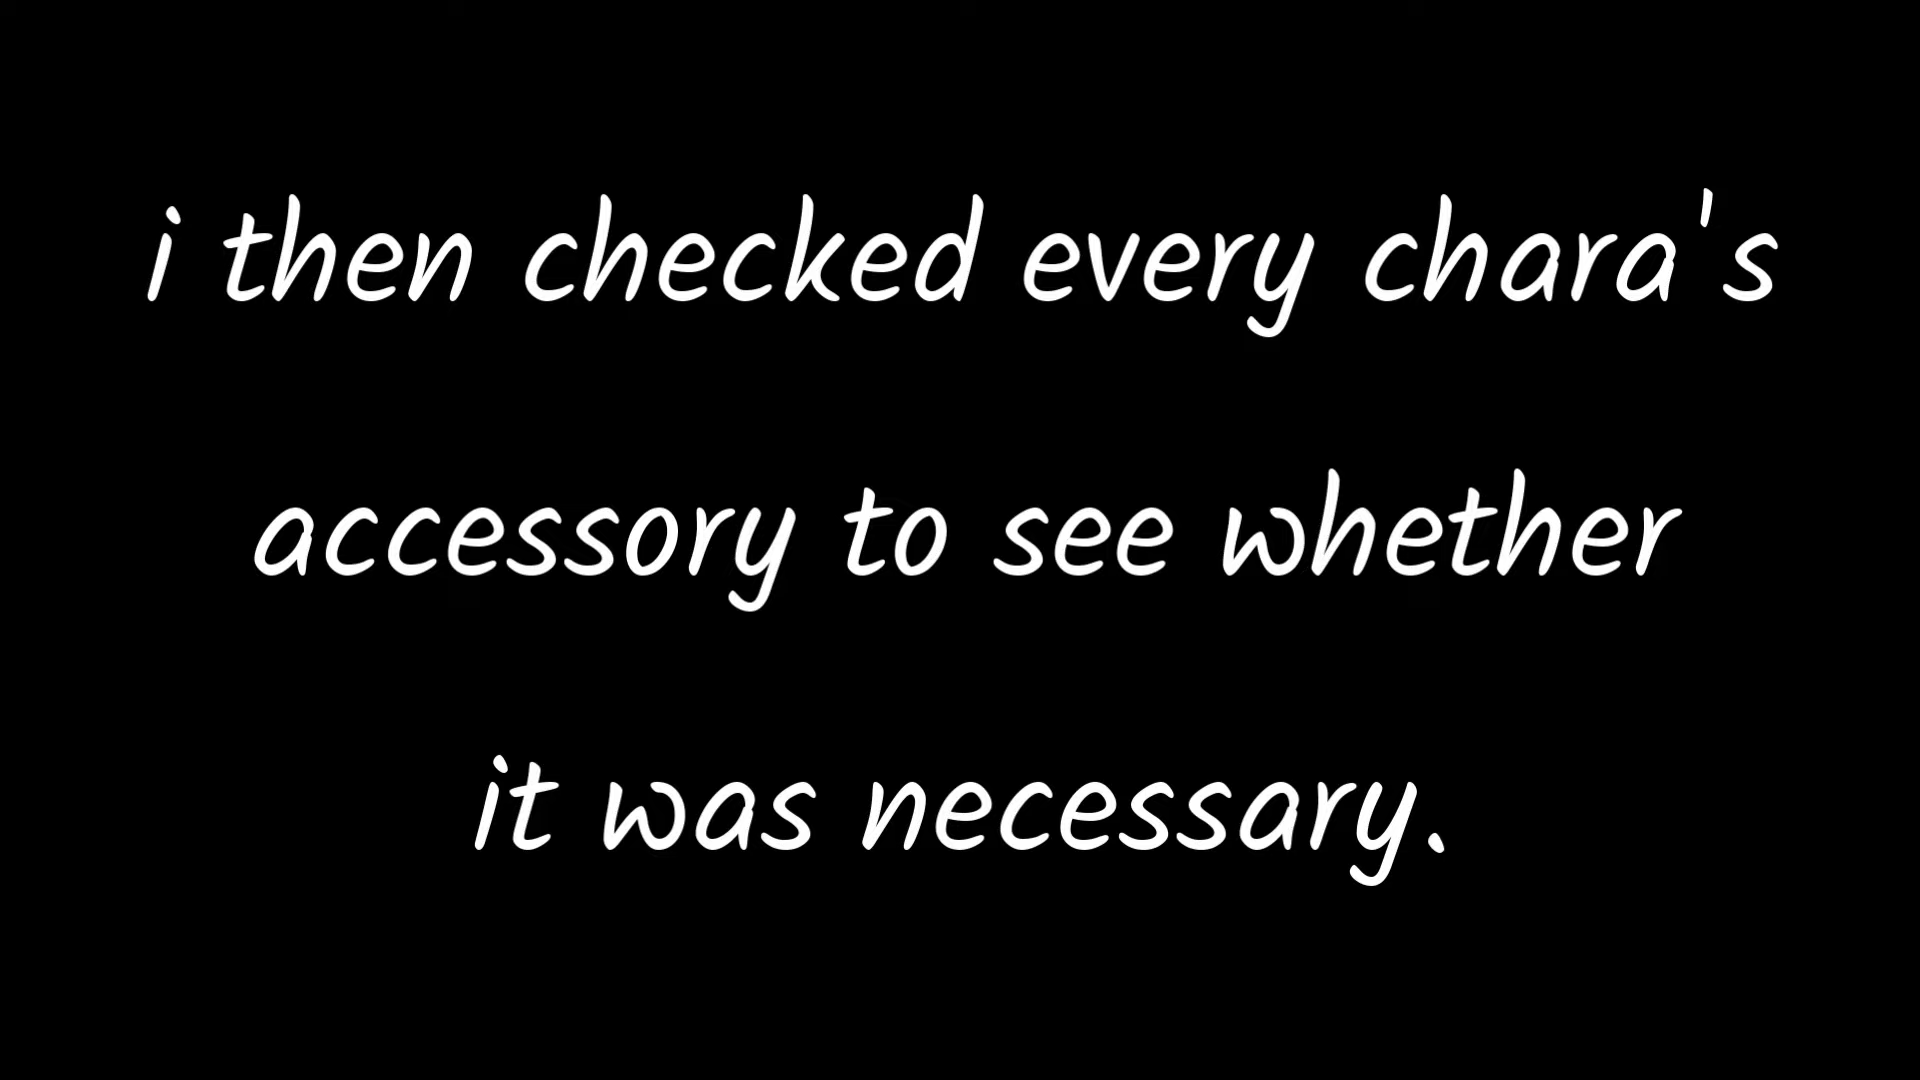 i then checked every chara's
accessory to see whether
it was necessary.